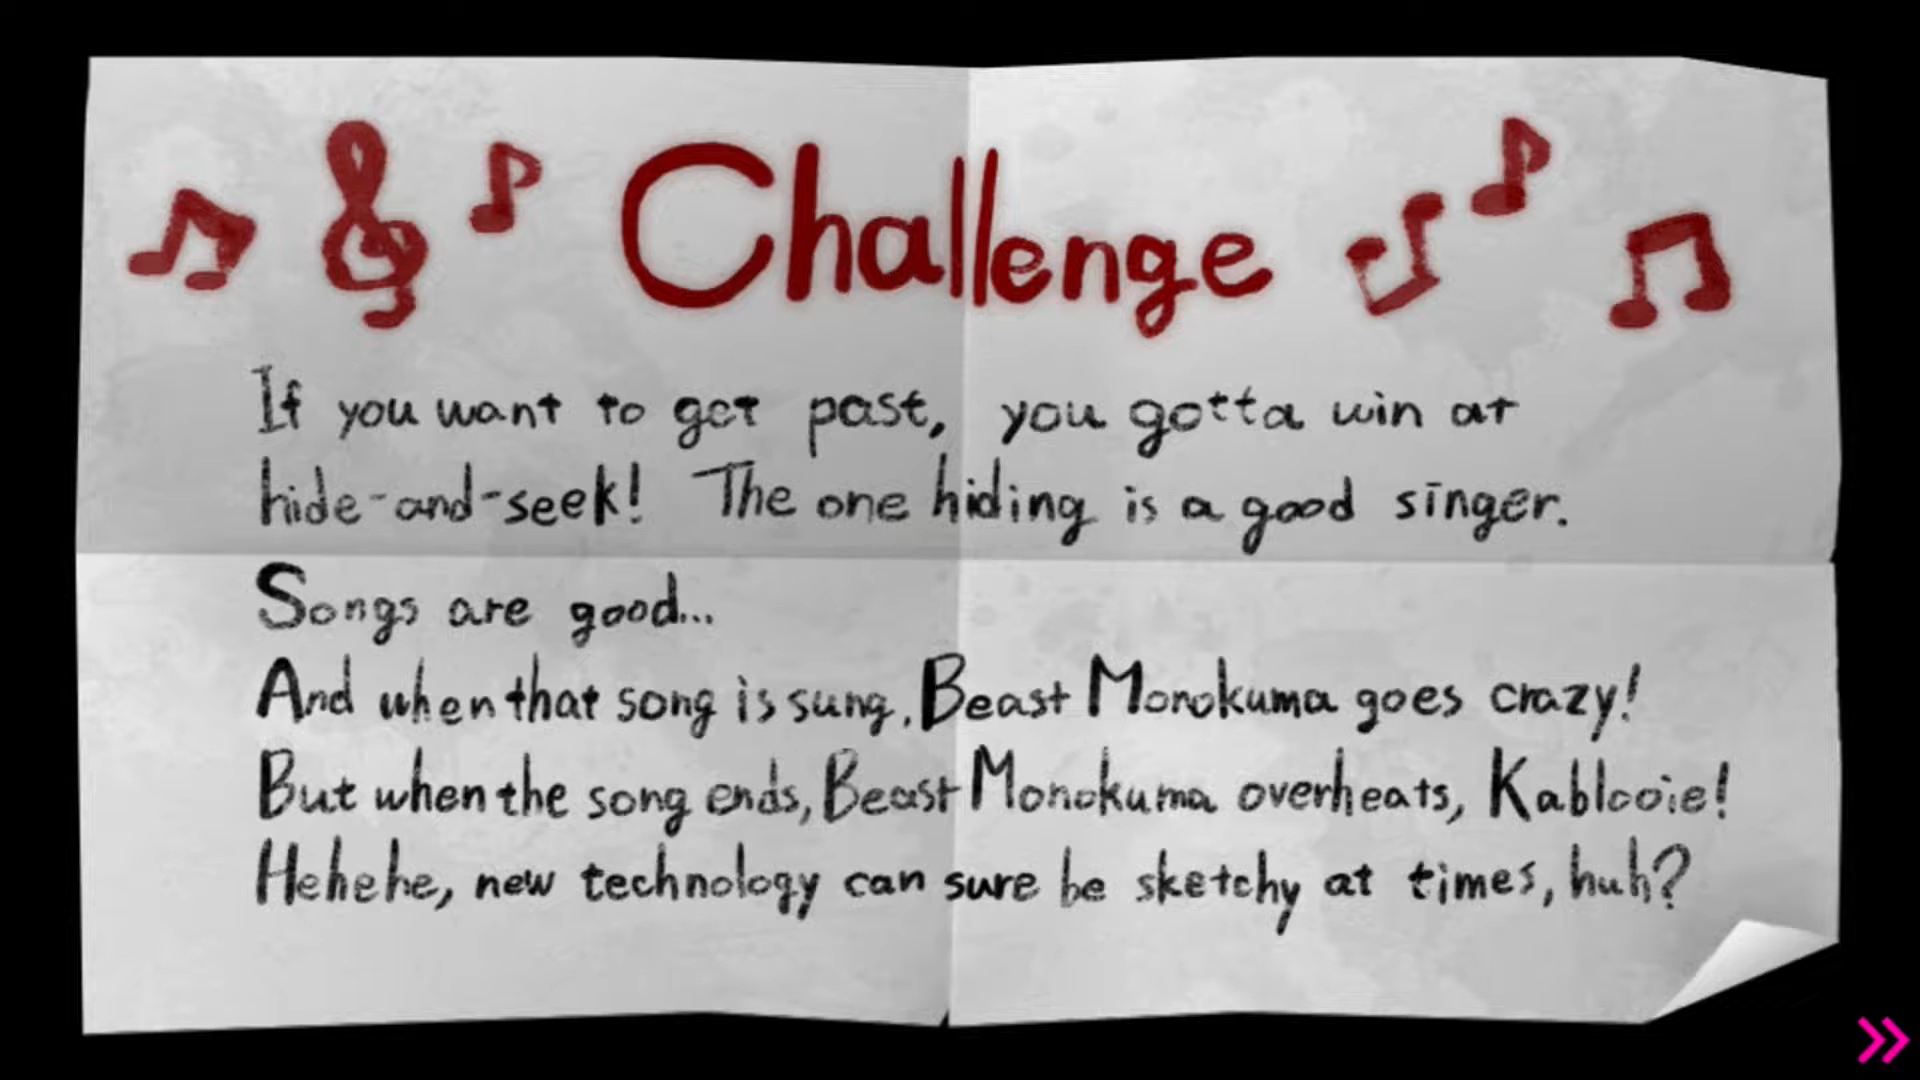 Challenge
If you want to get past, you gotta win at
hide-and-seek! The one hiding is a good singer.
Songs are good...
And when that song is sung, Beast Monokuma goes crazy!
But when the song ends, Beast Monokuma overheats, Kablooie!
Hehehe, new technology can sure be sketchy at times, huh?